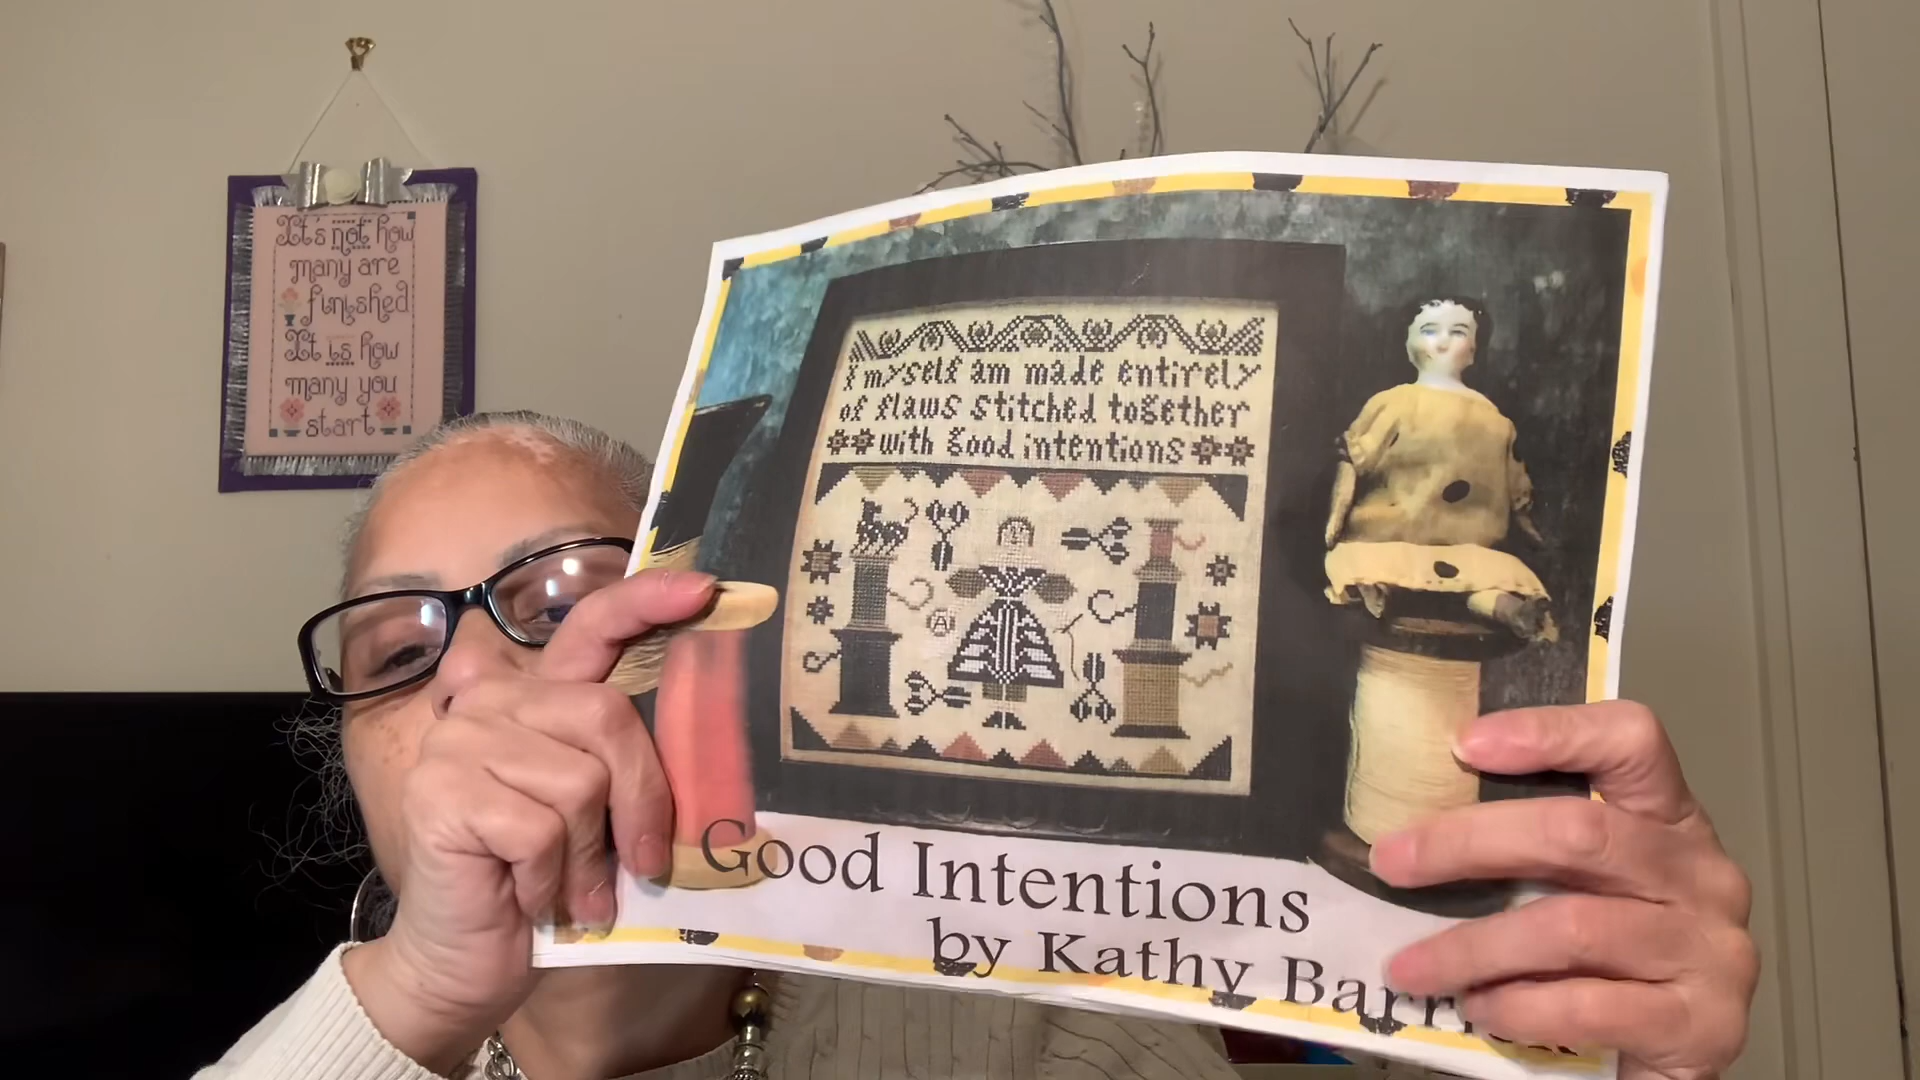 It's not how
many are
finished
It is how
many you
start
I myself am made entirely
of flaws stitched together
with good intentions
A
Good Intentions
by Kathy